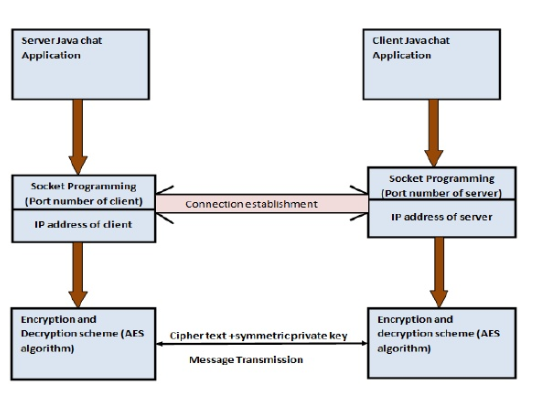 Server Java chat
Application
Client Java chat
Application
Socket Programming
(Port number of client)
IP address of client
Connection establishment
Socket Programming
(Port number of server)
IP address of server
Encryption and
Decryption scheme (AES
algorithm)
Cipher text +symmetric private key
Message Transmission
Encryption and
decryption scheme (AES
algorithm)